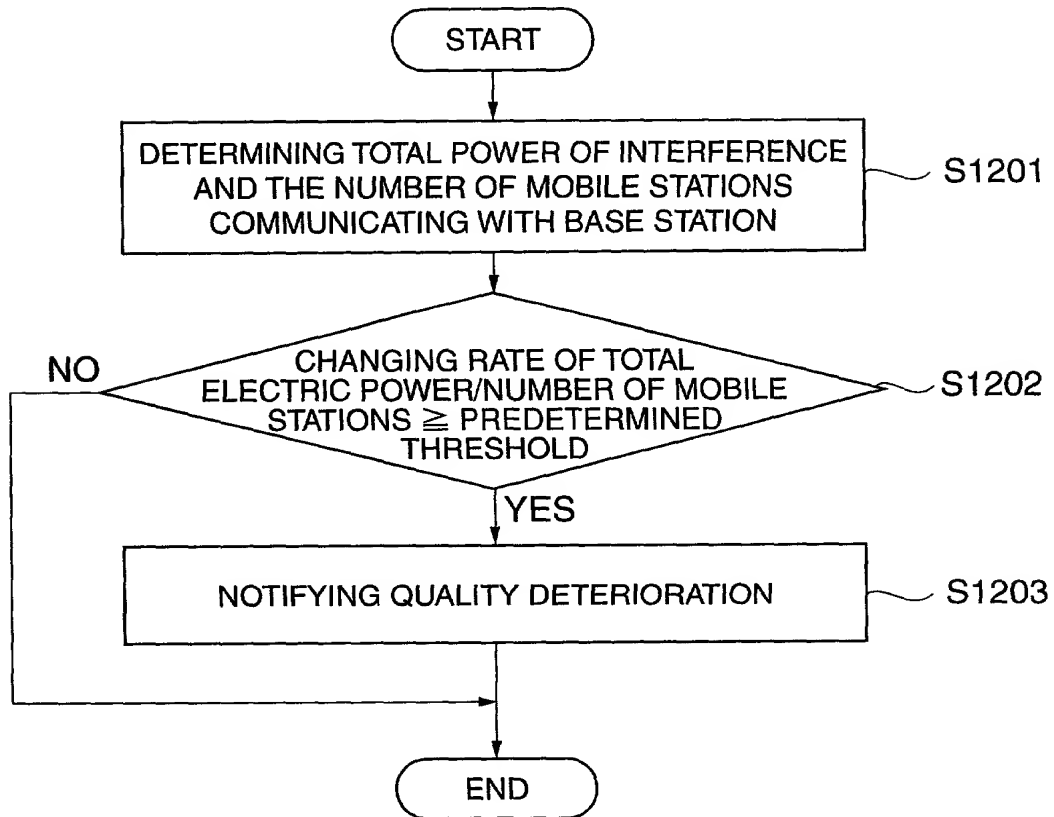 START
DETERMINING TOTAL POWER OF INTERFERENCE
AND THE NUMBER OF MOBILE STATIONS
COMMUNICATING WITH BASE STATION
S1201
NO
CHANGING RATE OF TOTAL
ELECTRIC POWER/NUMBER OF MOBILE
STATIONS ≧ PREDETERMINED
THRESHOLD
S1202
YES
NOTIFYING QUALITY DETERIORATION
S1203
END